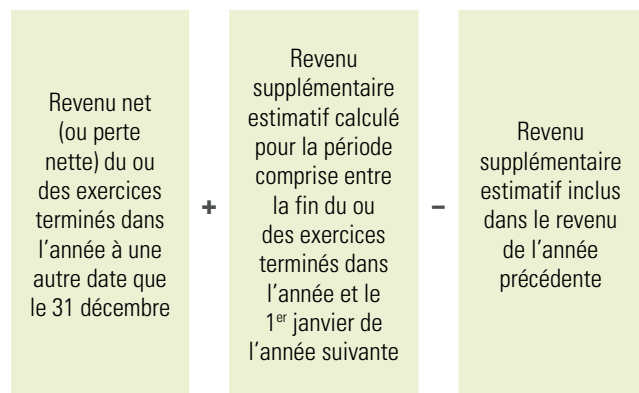 Revenu net
(ou perte
nette) du ou
des exercices
terminés dans
l'année à une
autre date que
le 31 décembre
+
Revenu
supplémentaire
estimatif calculé
pour la période
comprise entre
la fin du ou
des exercices
terminés dans
l'année et le
1er janvier de
l'année suivante
–
Revenu
supplémentaire
estimatif inclus
dans le revenu
de l'année
précédente